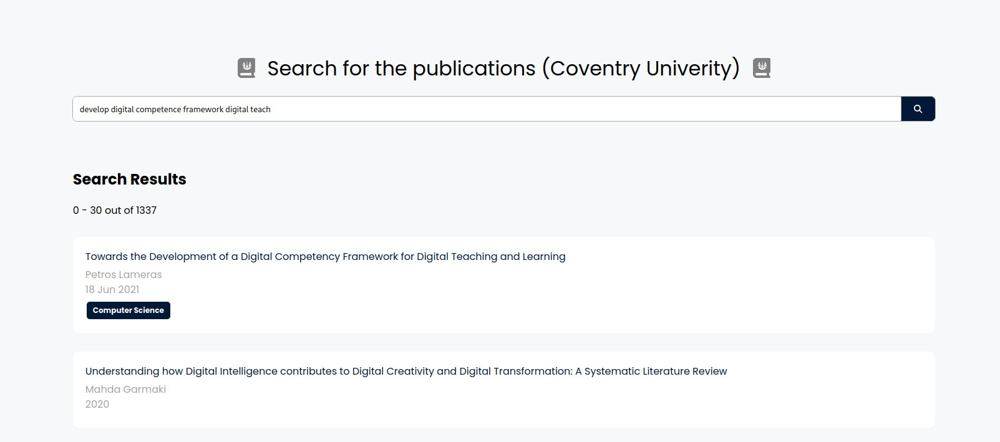 Search for the publications (Coventry Univerity)
develop digital competence framework digital teach
Search Results
0 - 30 out of 1337
Towards the Development of a Digital Competency Framework for Digital Teaching and Learning
Petros Lameras
18 Jun 2021
Computer Science
Understanding how Digital Intelligence contributes to Digital Creativity and Digital Transformation: A Systematic Literature Review
Mahda Garmaki
2020